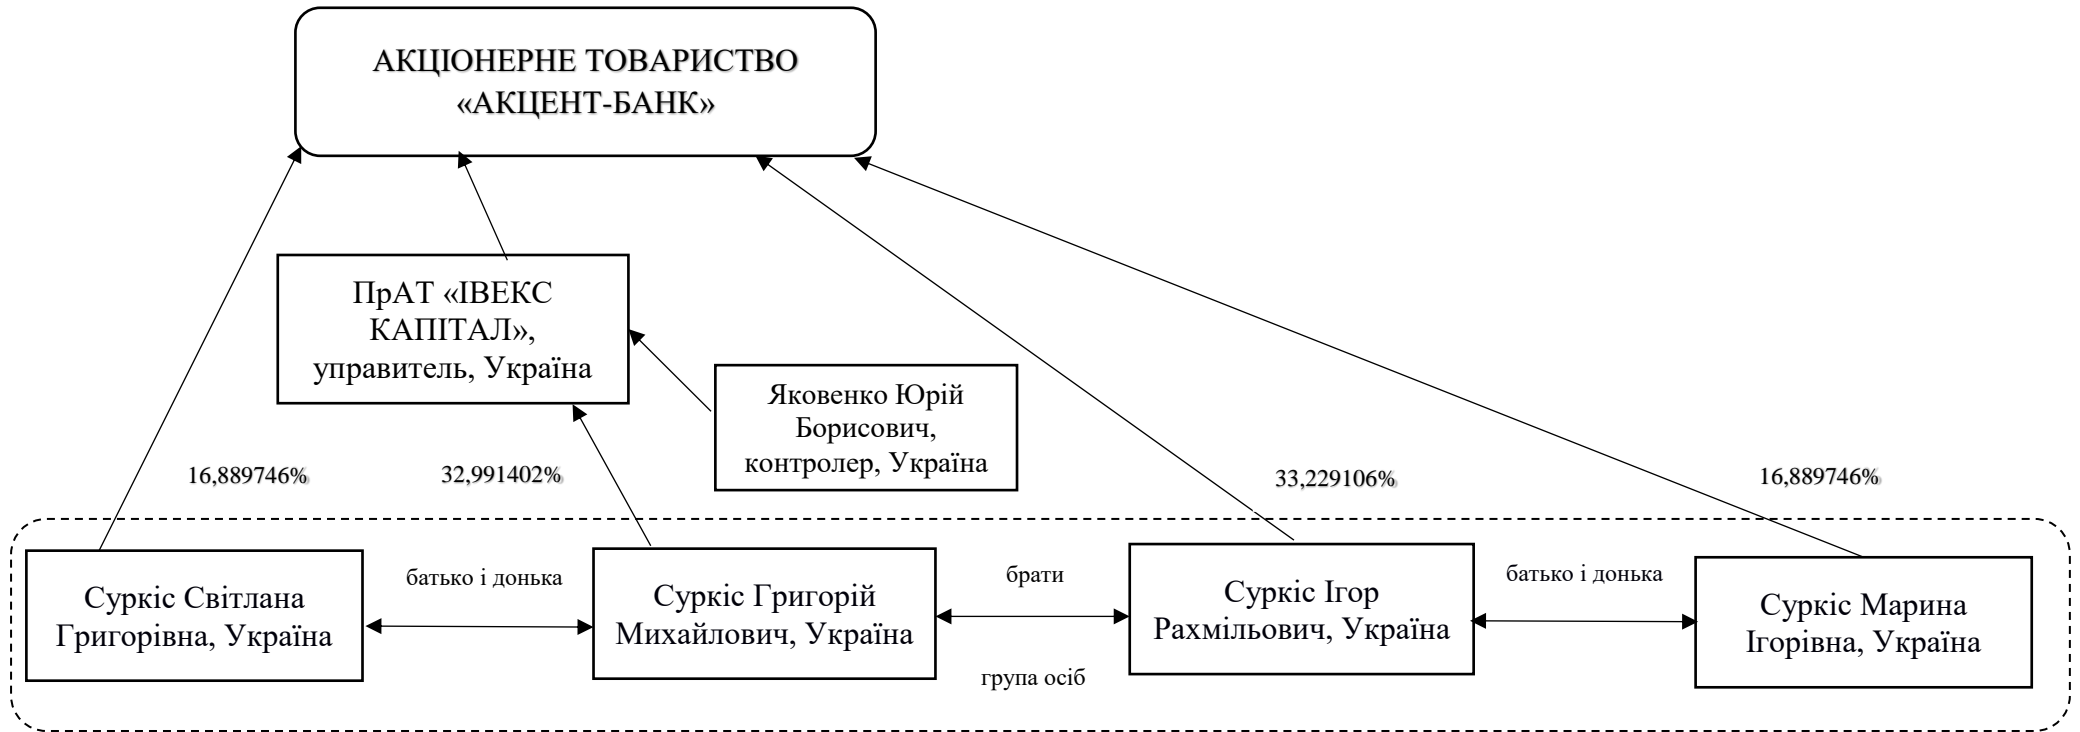 АКЦІОНЕРНЕ ТОВАРИСТВО
«АКЦЕНТ-БАНК»
ПрАТ «ІВЕКС
КАПІТАЛ»,
управитель, Україна
Яковенко Юрій
Борисович,
контролер, Україна
16,889746%
32,991402%
33,229106%
16,889746%
Суркіс Світлана
Григорівна, Україна
батько і донька
Суркіс Григорій
Михайлович, Україна
брати
група осіб
Суркіс Ігор
Рахмільович, Україна
батько і донька
Суркіс Марина
Ігорівна, Україна